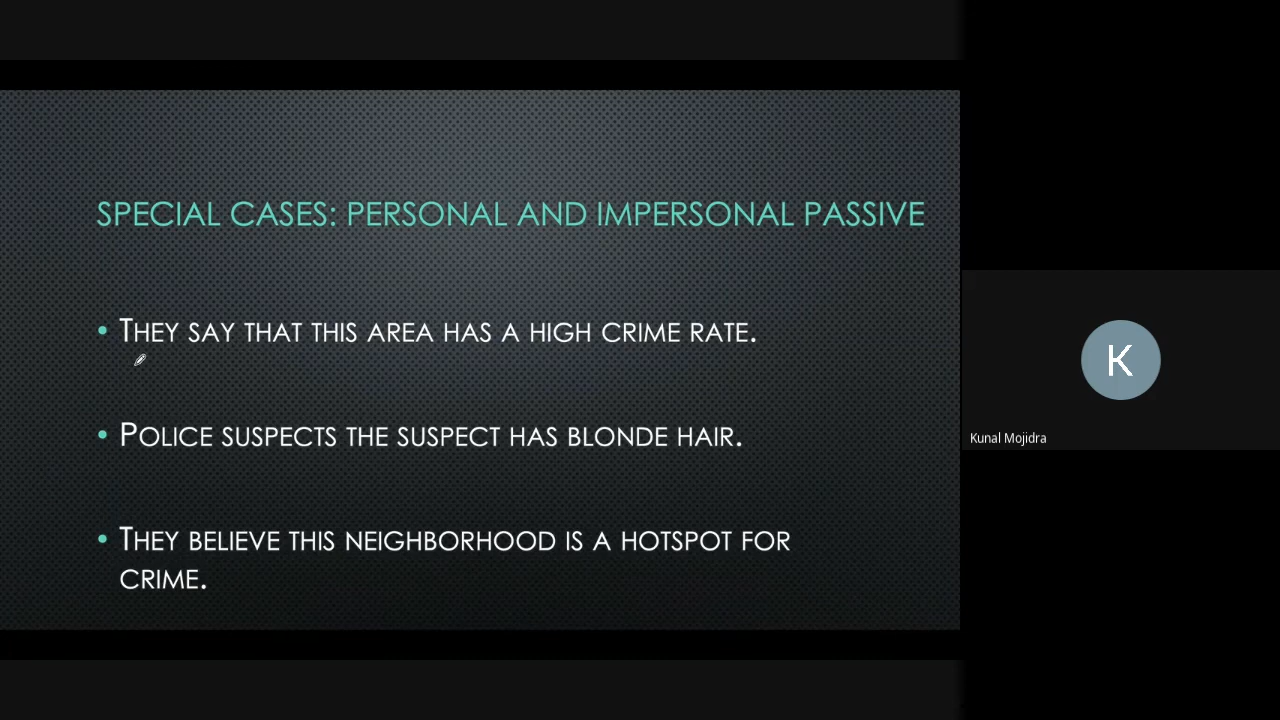 SPECIAL CASES: PERSONAL AND IMPERSONAL PASSIVE
• THEY SAY THAT THIS AREA HAS A HIGH CRIME RATE.
• POLICE SUSPECTS THE SUSPECT HAS BLONDE HAIR.
• THEY BELIEVE THIS NEIGHBORHOOD IS A HOTSPOT FOR
CRIME.
K
Kunal Mojidra